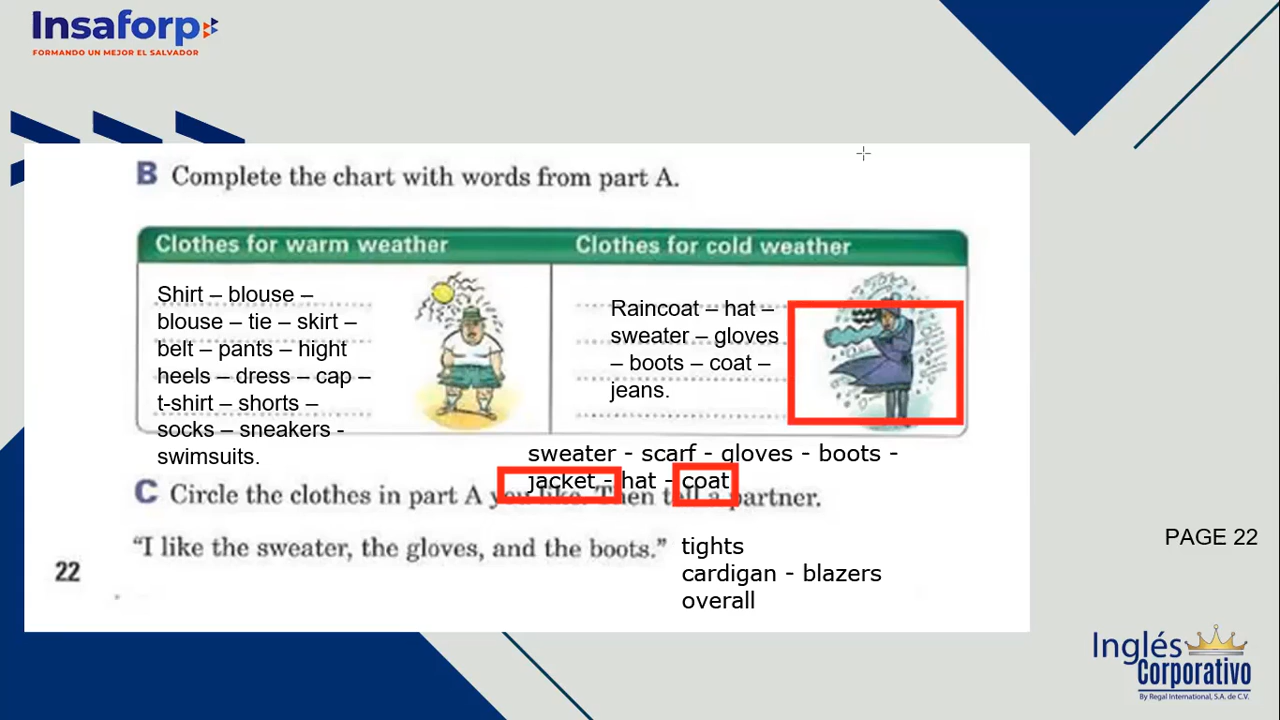 Insaforp
FORMANDO UN MEJOR EL SALVADOR
B Complete the chart with words from part A.
Clothes for warm weather
Clothes for cold weather
Shirt – blouse –
blouse – tie – skirt –
belt – pants – hight
heels – dress – cap –
t-shirt – shorts –
socks – sneakers -
swimsuits.
Raincoat – hat –
sweater – gloves
– boots – coat –
jeans.
sweater - scarf - gloves - boots -
jacket - hat - coat
C Circle the clothes in part A you like. Then tell a partner.
“I like the sweater, the gloves, and the boots.”
tights
cardigan - blazers
overall
22
PAGE 22
Inglés
Corporativo
By Regal International, S.A. de C.V.